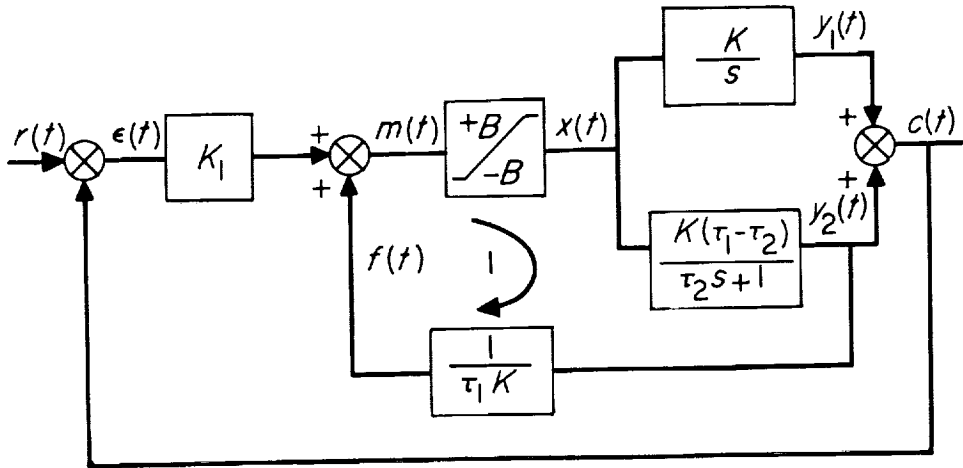 r(t)
ϵ(t)
K₁
+
+
m(t)
+B
-B
x(t)
K
s
y₁(t)
+
+
c(t)
y₂(t)
K(τ₁-τ₂)
τ₂s+1
f(t)
1
1
τ₁K